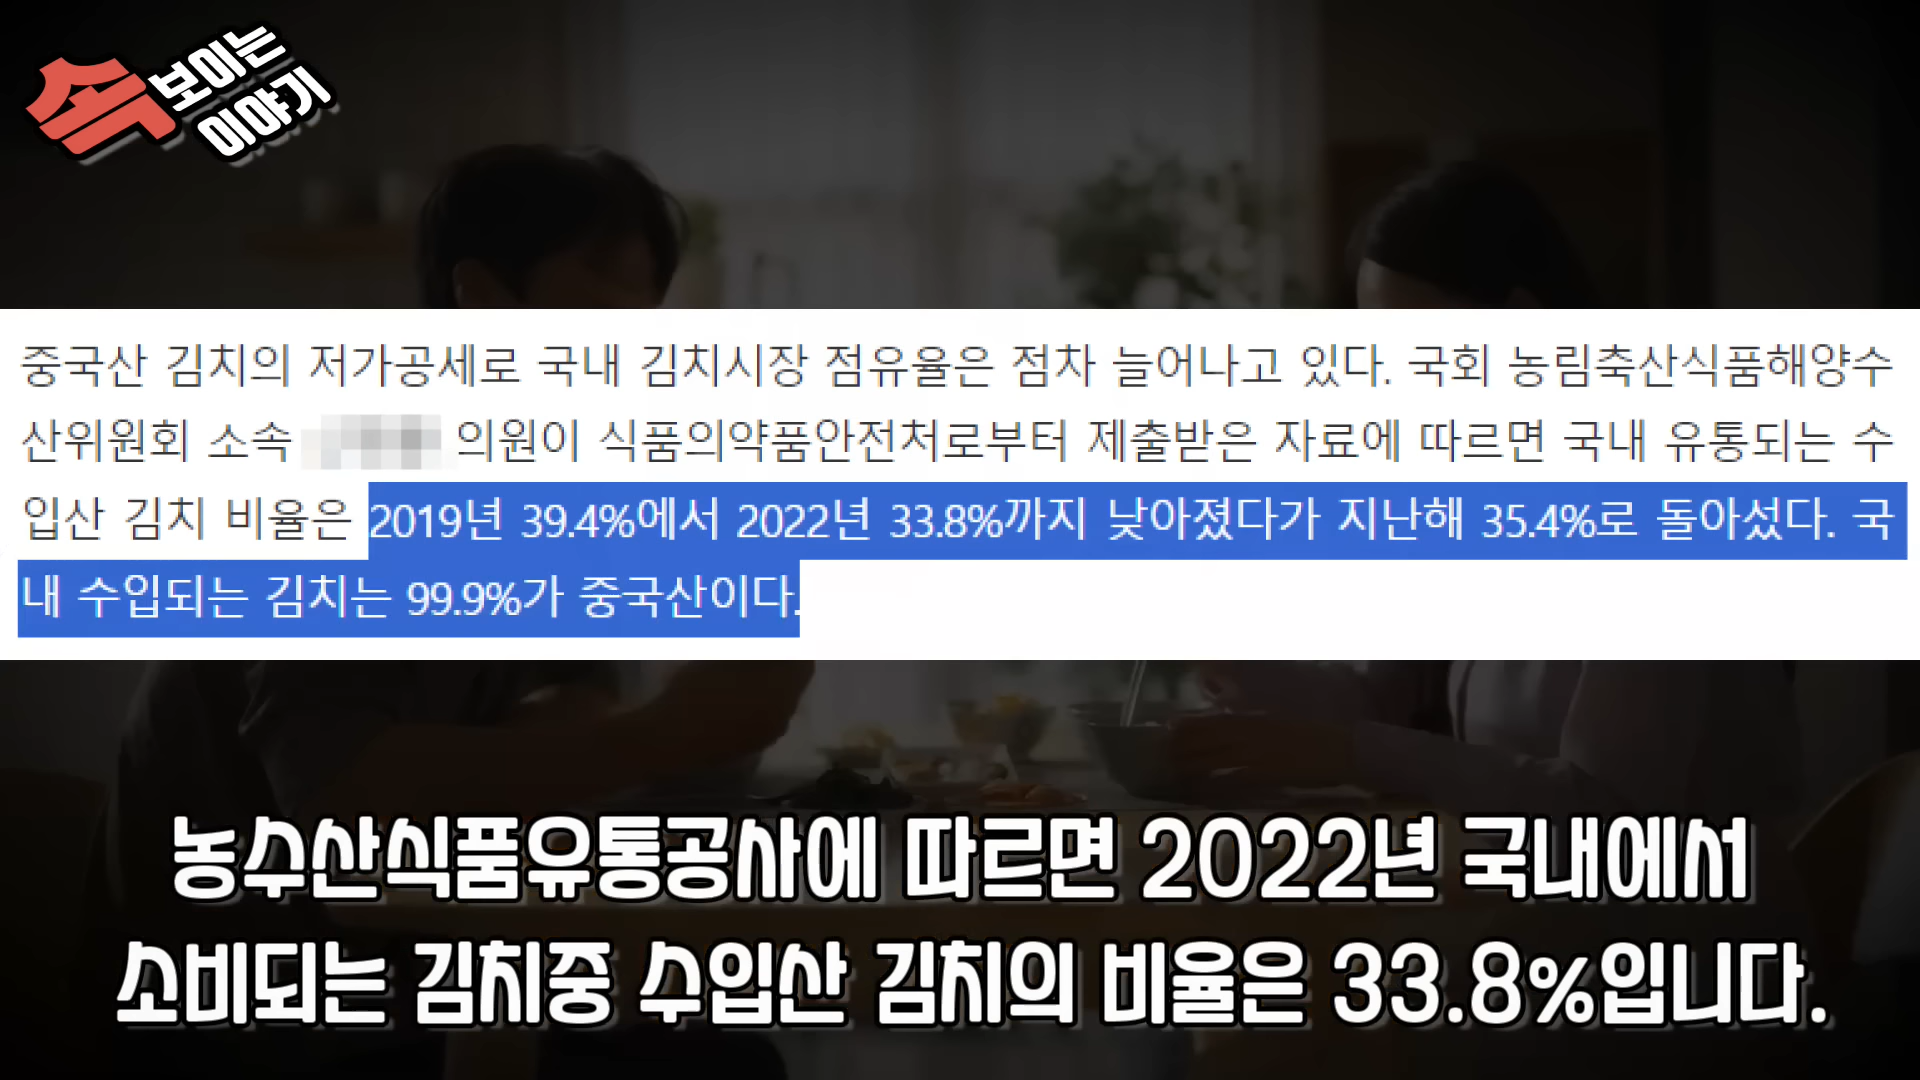 속보이는
이야기
중국산 김치의 저가공세로 국내 김치시장 점유율은 점차 늘어나고 있다. 국회 농림축산식품해양수
산위원회 소속 의원이 식품의약품안전처로부터 제출받은 자료에 따르면 국내 유통되는 수
입산 김치 비율은 2019년 39.4%에서 2022년 33.8%까지 낮아졌다가 지난해 35.4%로 돌아섰다. 국
내 수입되는 김치는 99.9%가 중국산이다.
농수산식품유통공사에 따르면 2022년 국내에서
소비되는 김치중 수입산 김치의 비율은 33.8%입니다.